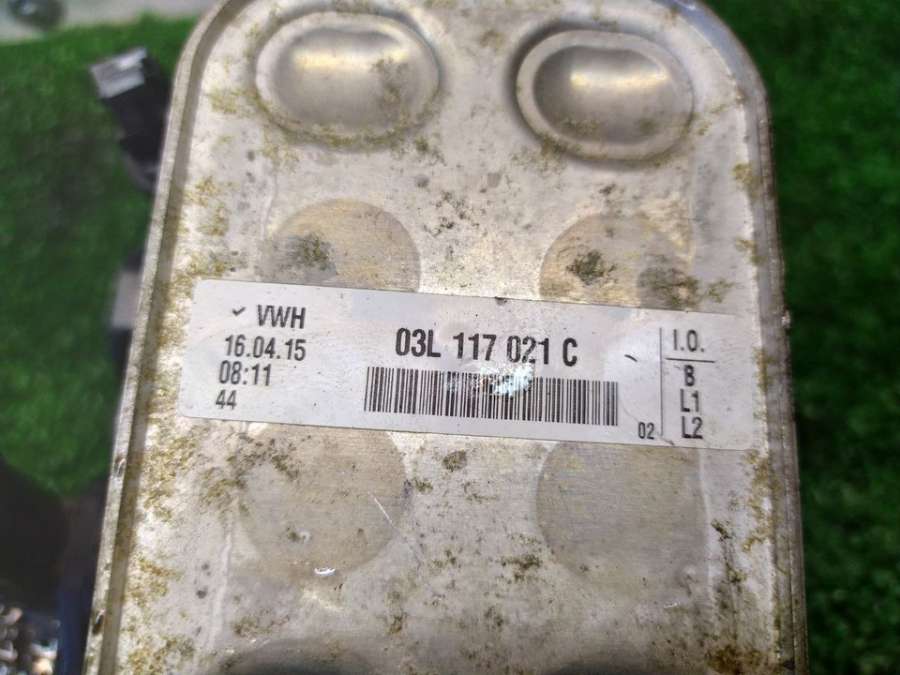 ✓ VWH
16.04.15
08:11
44
03L 117 021 C
02
I.O.
B
L1
L2